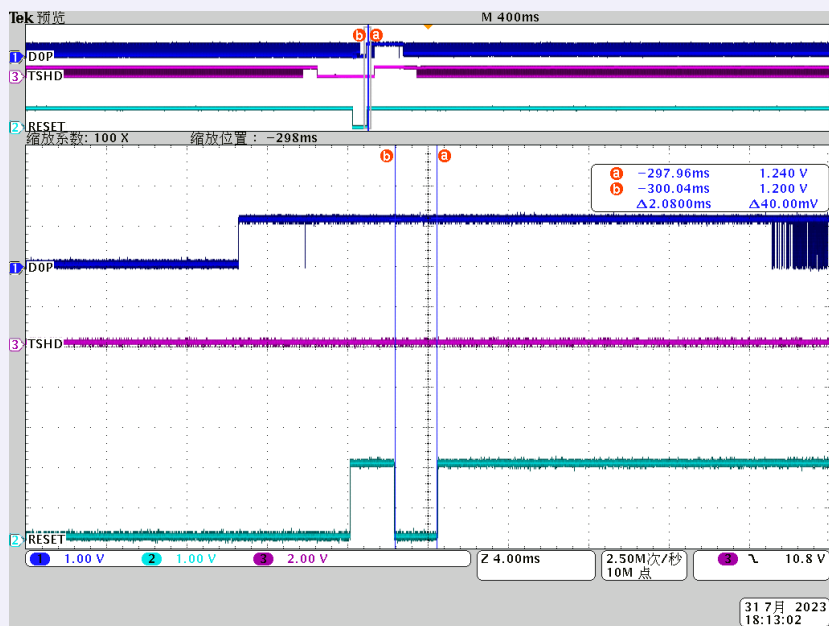 Tek 预览 M 400ms
b a
1 D0P
3 TSHD
2 RESET
缩放系数: 100 X 缩放位置： -298ms
b a
a -297.96ms 1.240 V
b -300.04ms 1.200 V
Δ2.0800ms Δ40.00mV
1 D0P
3 TSHD
2 RESET
1 1.00 V 2 1.00 V 3 2.00 V Z 4.00ms 2.50M次/秒 3 10.8 V
10M 点
31 7月 2023
18:13:02